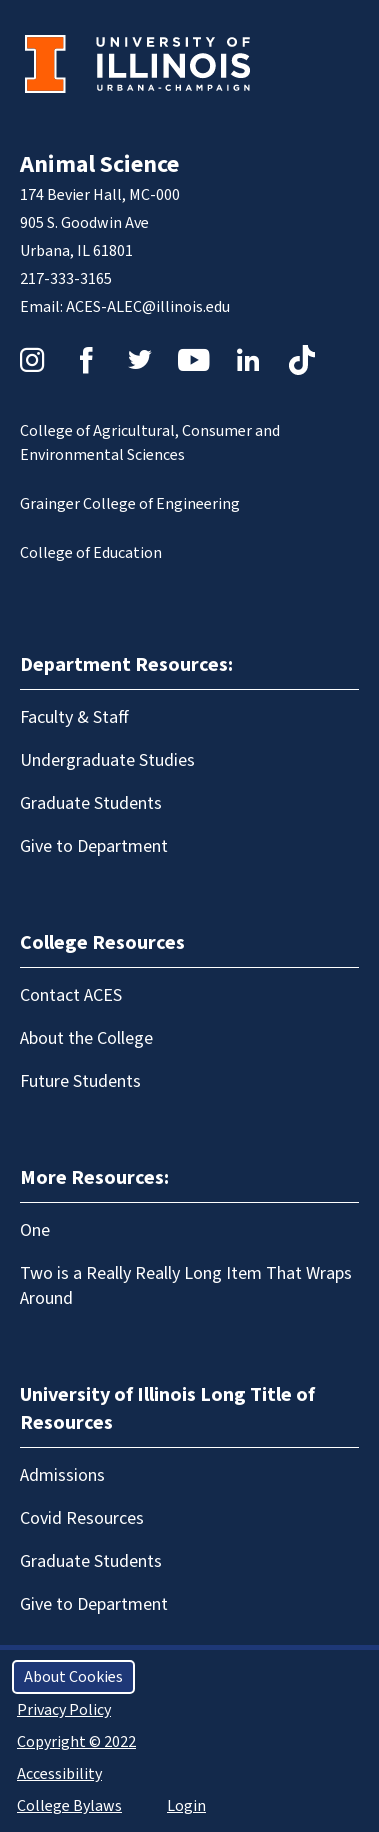 UNIVERSITY OF
ILLINOIS
URBANA-CHAMPAIGN
Animal Science
174 Bevier Hall, MC-000
905 S. Goodwin Ave
Urbana, IL 61801
217-333-3165
Email: ACES-ALEC@illinois.edu
College of Agricultural, Consumer and
Environmental Sciences
Grainger College of Engineering
College of Education
Department Resources:
Faculty & Staff
Undergraduate Studies
Graduate Students
Give to Department
College Resources
Contact ACES
About the College
Future Students
More Resources:
One
Two is a Really Really Long Item That Wraps
Around
University of Illinois Long Title of
Resources
Admissions
Covid Resources
Graduate Students
Give to Department
About Cookies
Privacy Policy
Copyright © 2022
Accessibility
College Bylaws Login